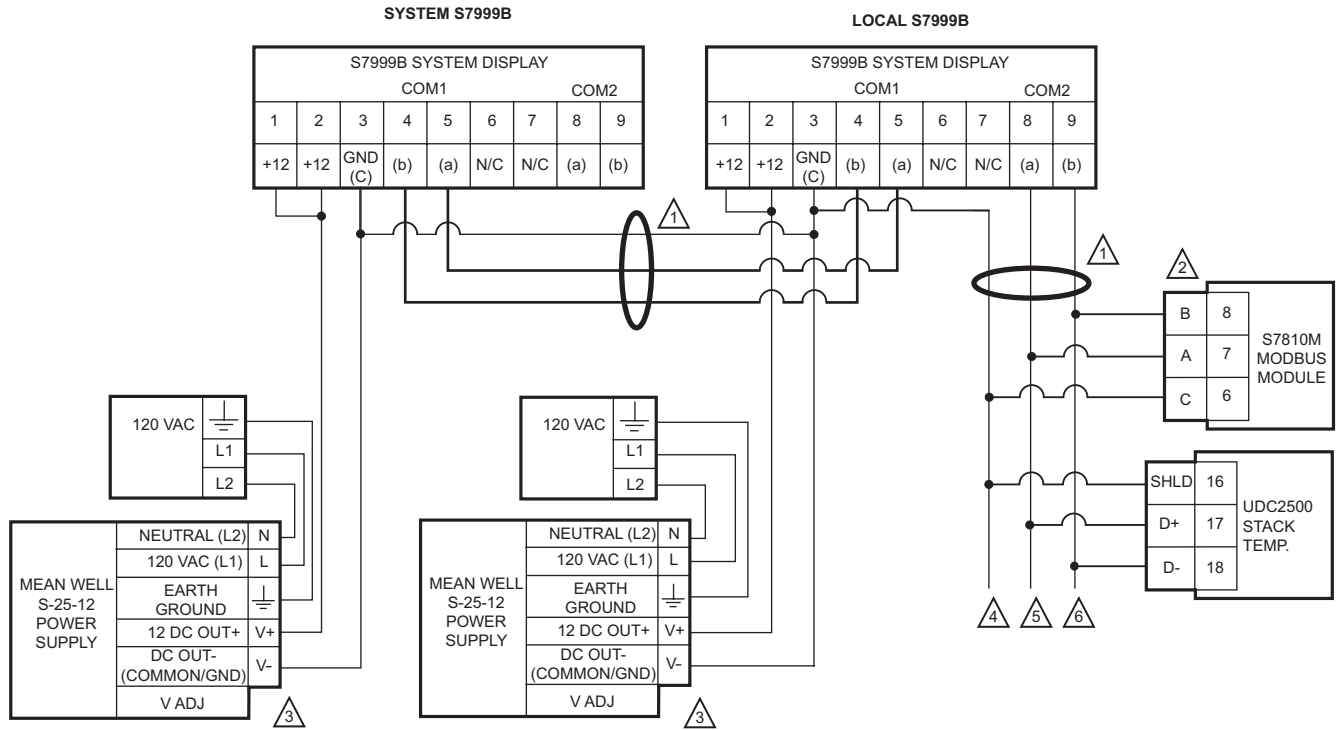 SYSTEM S7999B
LOCAL S7999B
S7999B SYSTEM DISPLAY
COM1 COM2
1 2 3 4 5 6 7 8 9
+12 +12 GND (b) (a) N/C N/C (a) (b)
(C)
S7999B SYSTEM DISPLAY
COM1 COM2
1 2 3 4 5 6 7 8 9
+12 +12 GND (b) (a) N/C N/C (a) (b)
(C)
1
1
2
B 8
A 7
C 6
S7810M
MODBUS
MODULE
SHLD 16
D+ 17
D- 18
UDC2500
STACK
TEMP.
4 5 6
120 VAC
L1
L2
MEAN WELL
S-25-12
POWER
SUPPLY
NEUTRAL (L2) N
120 VAC (L1) L
EARTH
GROUND
12 DC OUT+ V+
DC OUT-
(COMMON/GND) V-
V ADJ
3
120 VAC
L1
L2
MEAN WELL
S-25-12
POWER
SUPPLY
NEUTRAL (L2) N
120 VAC (L1) L
EARTH
GROUND
12 DC OUT+ V+
DC OUT-
(COMMON/GND) V-
V ADJ
3